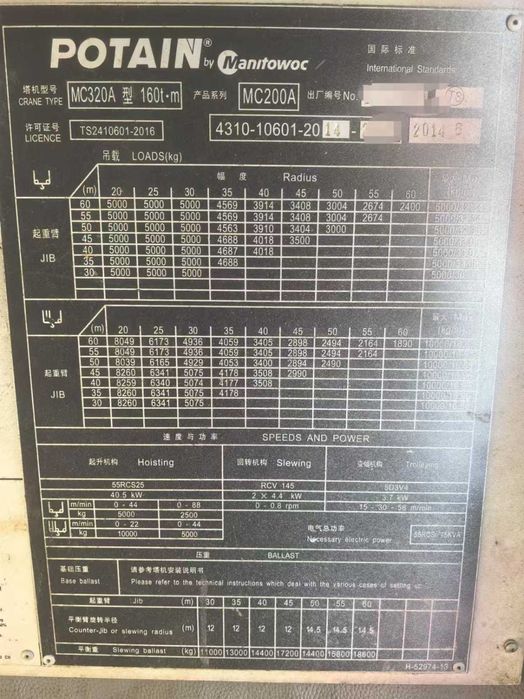 POTAIN® by Manitowoc 国际标准
International Standards
塔机型号 CRANE TYPE MC320A 型 160t·m 产品系列 MC200A 出厂编号No.
许可证号 LICENCE TS2410601-2016 4310-10601-2014- 2014 6
吊载 LOADS(kg)
幅度 Radius
(m) 20 25 30 35 40 45 50 55 60
起重臂 JIB
60 5000 5000 5000 4569 3914 3408 3004 2674 2400
55 5000 5000 5000 4569 3914 3408 3004 2674
50 5000 5000 5000 4563 3910 3404 3000
45 5000 5000 5000 4688 4018 3500
40 5000 5000 5000 4687 4018
35 5000 5000 5000 4688
30 5000 5000 5000
(m) 20 25 30 35 40 45 50 55 60
起重臂 JIB
60 8049 6173 4936 4059 3405 2898 2494 2164 1890
55 8049 6173 4936 4059 3405 2898 2494 2164
50 8039 6165 4929 4053 3400 2894 2490
45 8260 6341 5075 4178 3508 2990
40 8259 6340 5074 4177 3508
35 8260 6341 5075 4178
30 8260 6341 5075
速度与功率 SPEEDS AND POWER
起升机构 Hoisting 回转机构 Slewing 变幅机构 Trolleying
55RCS25 RCV 145 5D3V4
40.5 kW 2 × 4.4 kW 3.7 kW
m/min 0 - 44 0 - 88 0 - 0.8 rpm 15 - 30 - 58 m/min
kg 5000 2500
m/min 0 - 22 0 - 44 电气总功率
kg 10000 5000 Necessary electric power 55RCS: 75KVA
压重 BALLAST
基础压重 请参考塔机安装说明书
Base ballast Please refer to the technical instructions which deal with the various cases of setting up
起重臂 Jib (m) 30 35 40 45 50 55 60
平衡臂旋转半径
Counter-jib or slewing radius (m) 12 12 12 12 14.5 14.5 14.5
平衡重 Slewing ballast (kg) 11000 13000 14400 17200 14400 15800 18600
H-52974-13